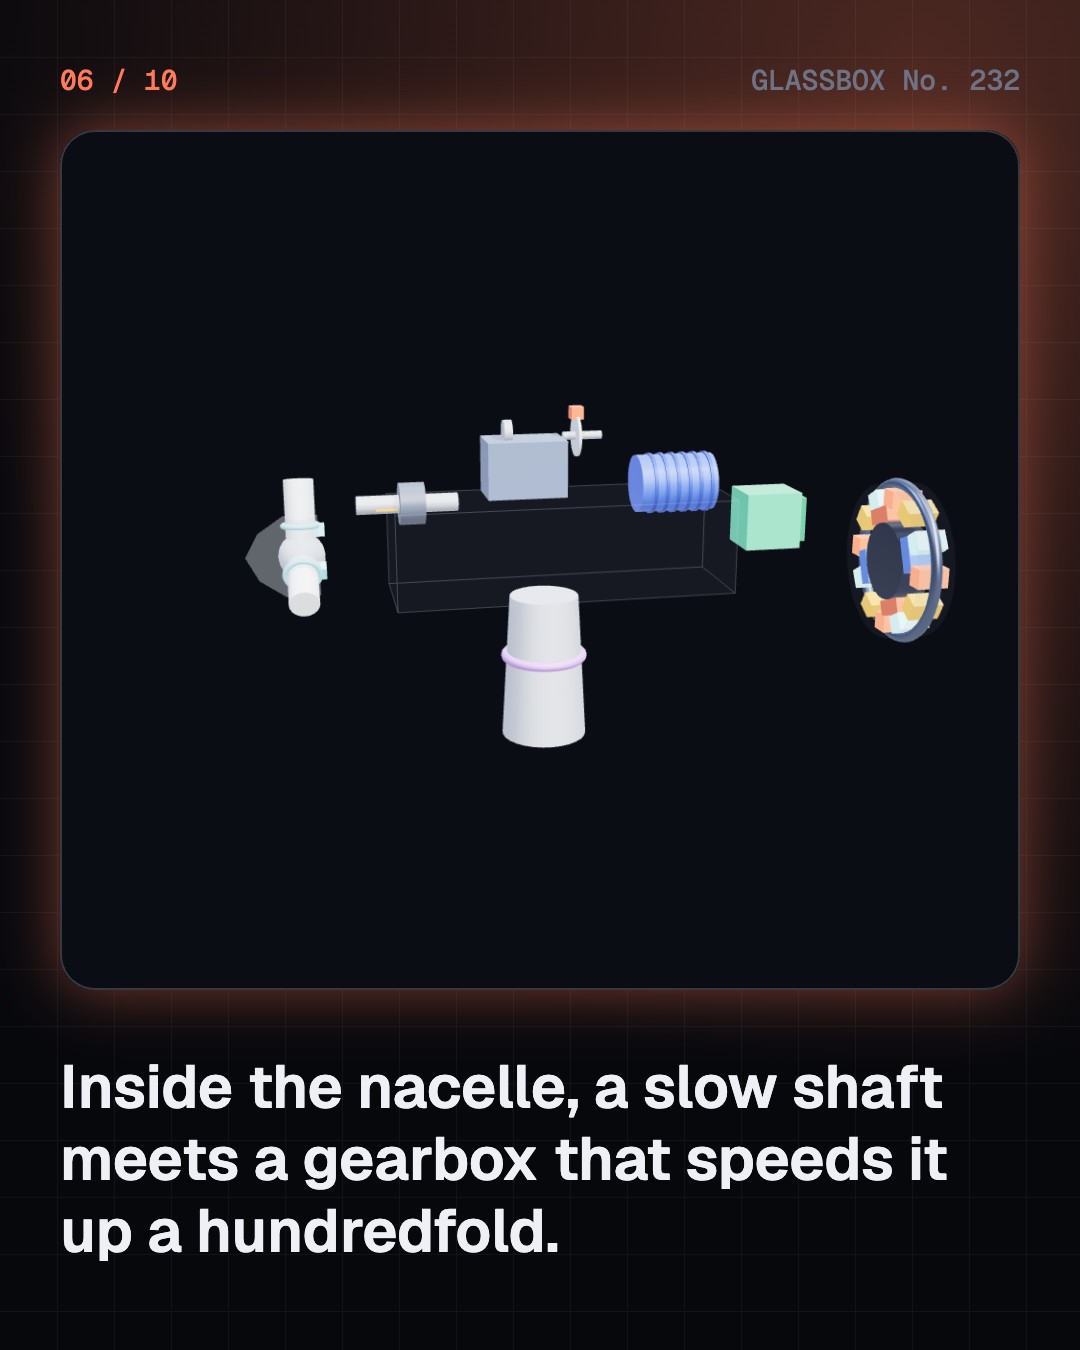 06 / 10
GLASSBOX No. 232
Inside the nacelle, a slow shaft
meets a gearbox that speeds it
up a hundredfold.